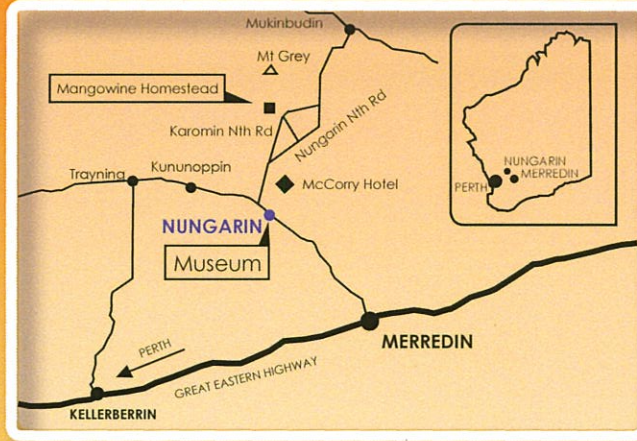 Mukinbudin
Mt Grey
Mangowine Homestead
Karomin Nth Rd
Nungarin Nth Rd
Trayning
Kununoppin
McCorry Hotel
NUNGARIN
Museum
MERREDIN
PERTH
GREAT EASTERN HIGHWAY
KELLERBERRIN
NUNGARIN
MERREDIN
PERTH